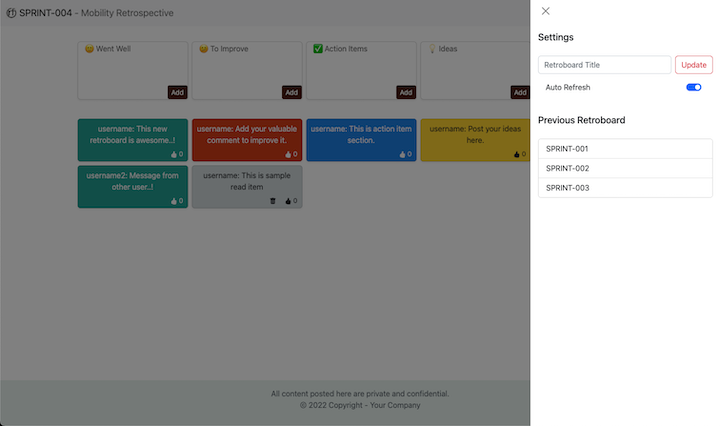 SPRINT-004 - Mobility Retrospective
Went Well
Add
To Improve
Add
Action items
Add
Ideas
Add
username: This new
retroboard is awesome..!
0
username: Add your valuable
comment to improve it.
0
username: This is action item
section.
0
username: Post your ideas
here.
0
username2: Message from
other user..!
0
username: This is sample
read item
0
All content posted here are private and confidential.
© 2022 Copyright - Your Company
Settings
Retroboard Title
Update
Auto Refresh
Previous Retroboard
SPRINT-001
SPRINT-002
SPRINT-003